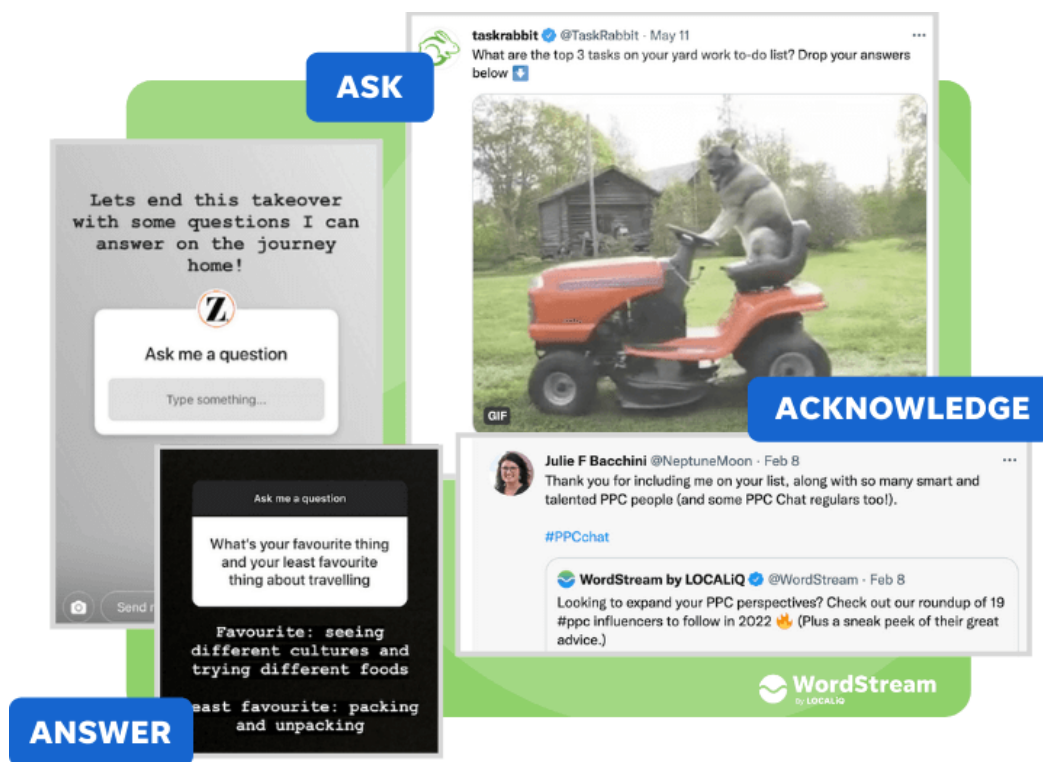 ASK
taskrabbit @TaskRabbit · May 11
What are the top 3 tasks on your yard work to-do list? Drop your answers
below
GIF
Lets end this takeover
with some questions I can
answer on the journey
home!
Z
Ask me a question
Type something...
Send
ACKNOWLEDGE
Julie F Bacchini @NeptuneMoon · Feb 8
Thank you for including me on your list, along with so many smart and
talented PPC people (and some PPC Chat regulars too!).
#PPCchat
WordStream by LOCALiQ @WordStream · Feb 8
Looking to expand your PPC perspectives? Check out our roundup of 19
#ppc influencers to follow in 2022 🔥 (Plus a sneak peek of their great
advice.)
Ask me a question
What's your favourite thing
and your least favourite
thing about travelling
Favourite: seeing
different cultures and
trying different foods
east favourite: packing
and unpacking
ANSWER
WordStream
by LOCALiQ